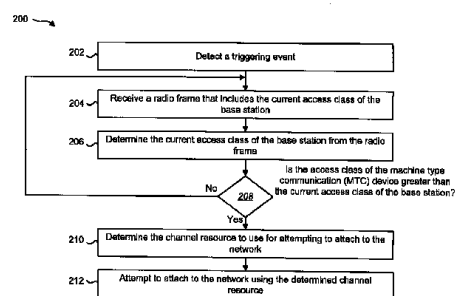 200
202
Detect a triggering event
204
Receive a radio frame that includes the current access class of the
base station
206
Determine the current access class of the base station from the radio
frame
Is the access class of the machine type
communication (MTC) device greater than
the current access class of the base station?
No
208
Yes
210
Determine the channel resource to use for attempting to attach to the
network
212
Attempt to attach to the network using the determined channel
resource